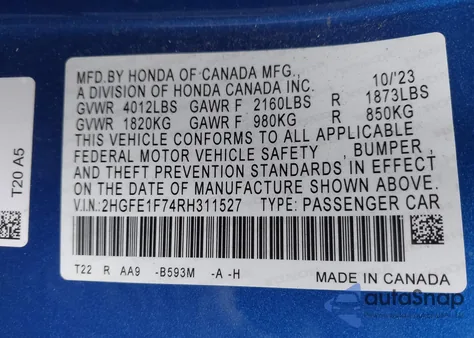 MFD. BY HONDA OF CANADA MFG.,
A DIVISION OF HONDA CANADA INC. 10/'23
GVWR 4012LBS GAWR F 2160LBS R 1873LBS
GVWR 1820KG GAWR F 980KG R 850KG
THIS VEHICLE CONFORMS TO ALL APPLICABLE
FEDERAL MOTOR VEHICLE SAFETY , BUMPER ,
AND THEFT PREVENTION STANDARDS IN EFFECT
ON THE DATE OF MANUFACTURE SHOWN ABOVE.
V.I.N.: 2HGFE1F74RH311527 TYPE: PASSENGER CAR
T22 R AA9 -B593M -A -H
MADE IN CANADA
T20 A5
autoSnap